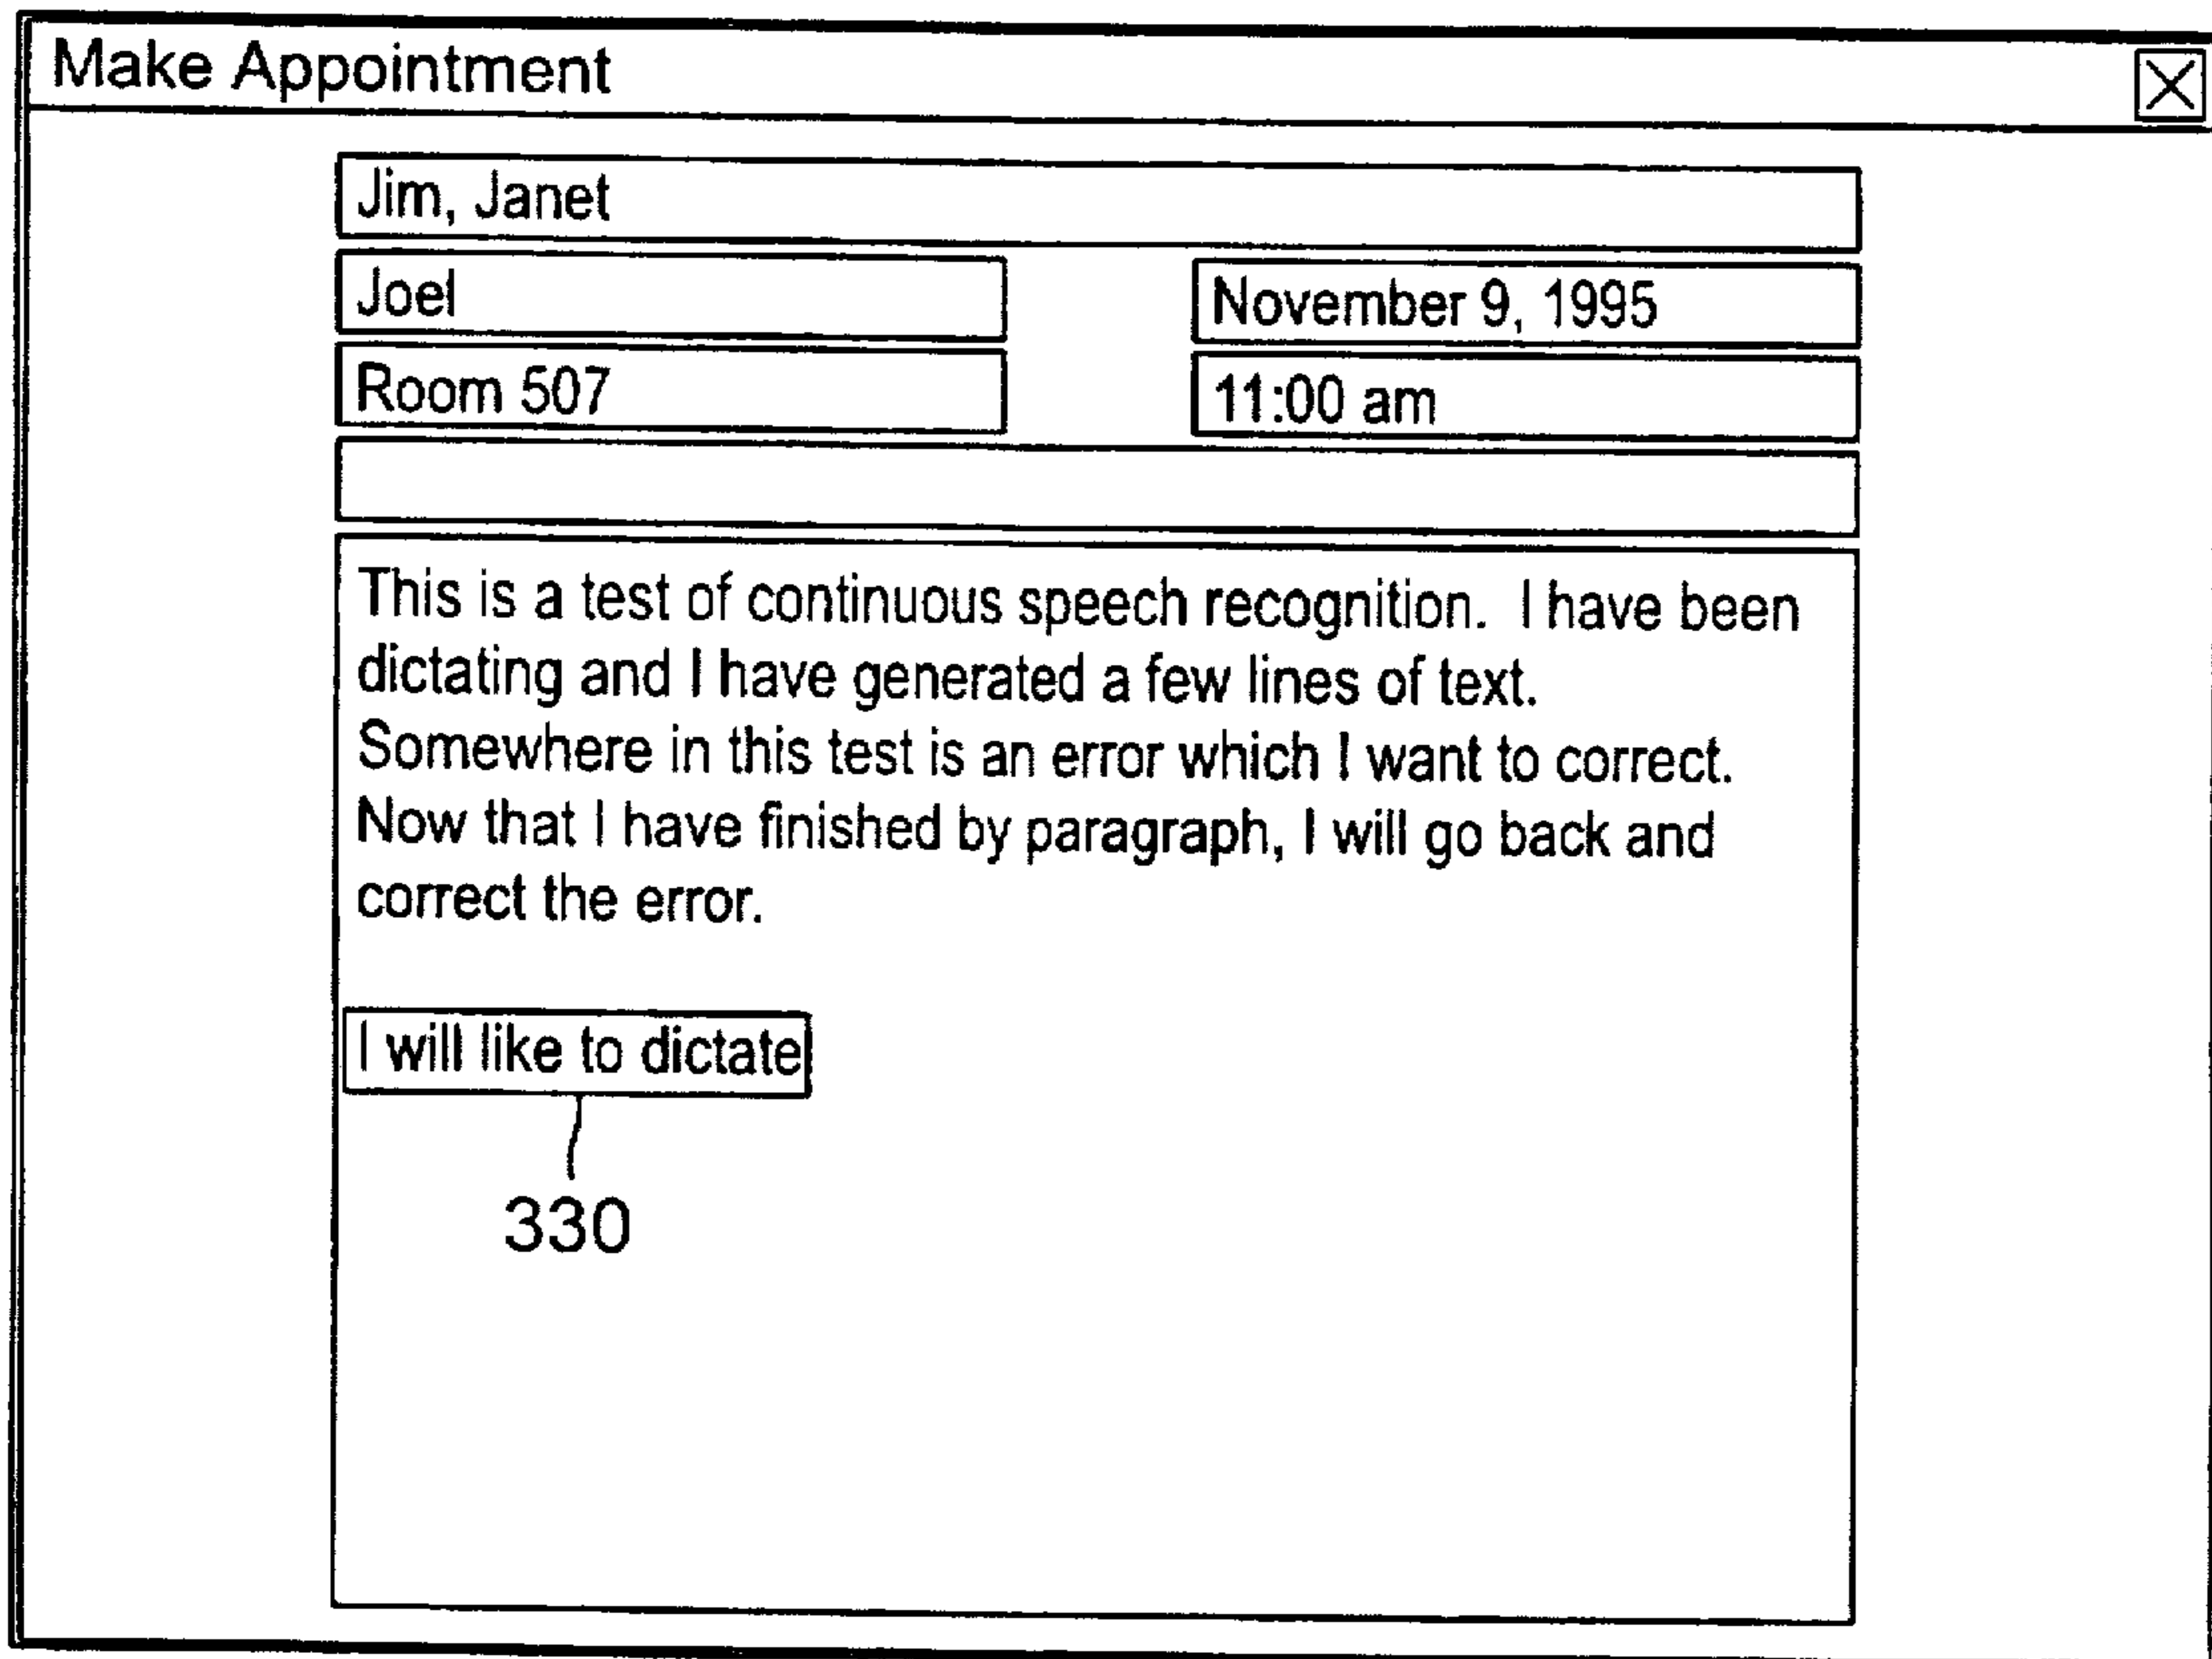 Make Appointment
Jim, Janet
Joel
November 9, 1995
Room 507
11:00 am
This is a test of continuous speech recognition.  I have been
dictating and I have generated a few lines of text.
Somewhere in this test is an error which I want to correct.
Now that I have finished by paragraph, I will go back and
correct the error.
I will like to dictate
330